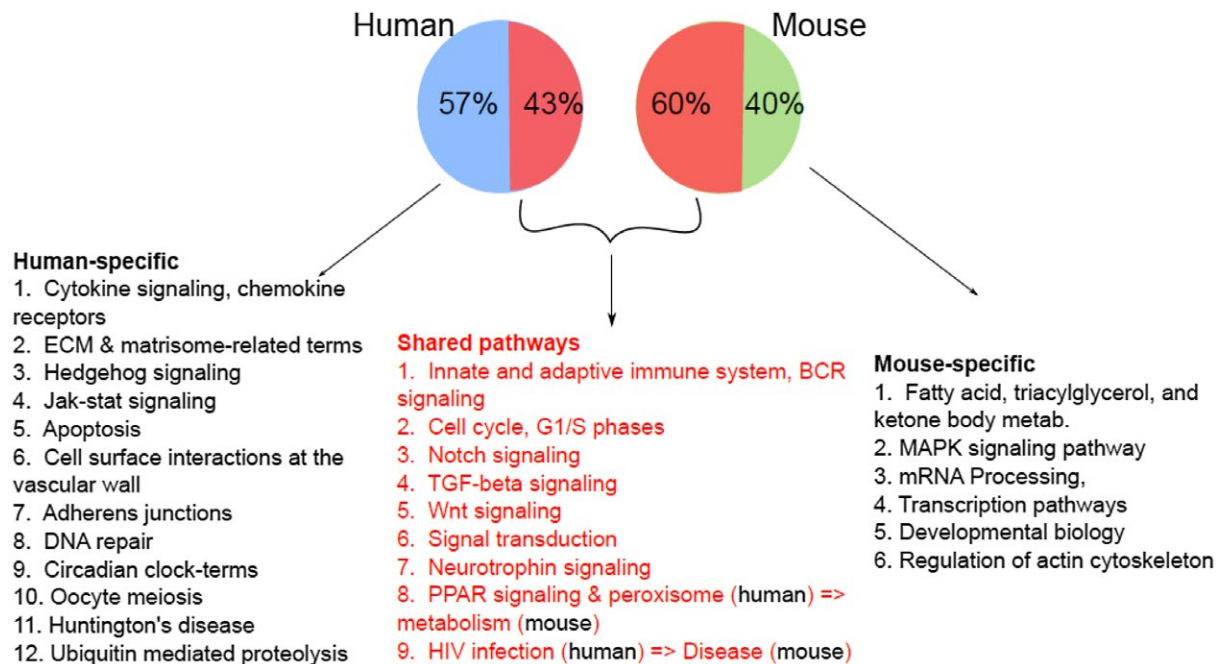 Human
Mouse
57%
43%
60%
40%
Human-specific
1. Cytokine signaling, chemokine
receptors
2. ECM & matrisome-related terms
3. Hedgehog signaling
4. Jak-stat signaling
5. Apoptosis
6. Cell surface interactions at the
vascular wall
7. Adherens junctions
8. DNA repair
9. Circadian clock-terms
10. Oocyte meiosis
11. Huntington's disease
12. Ubiquitin mediated proteolysis
Shared pathways
1. Innate and adaptive immune system, BCR
signaling
2. Cell cycle, G1/S phases
3. Notch signaling
4. TGF-beta signaling
5. Wnt signaling
6. Signal transduction
7. Neurotrophin signaling
8. PPAR signaling & peroxisome (human) =>
metabolism (mouse)
9. HIV infection (human) => Disease (mouse)
Mouse-specific
1. Fatty acid, triacylglycerol, and
ketone body metab.
2. MAPK signaling pathway
3. mRNA Processing,
4. Transcription pathways
5. Developmental biology
6. Regulation of actin cytoskeleton